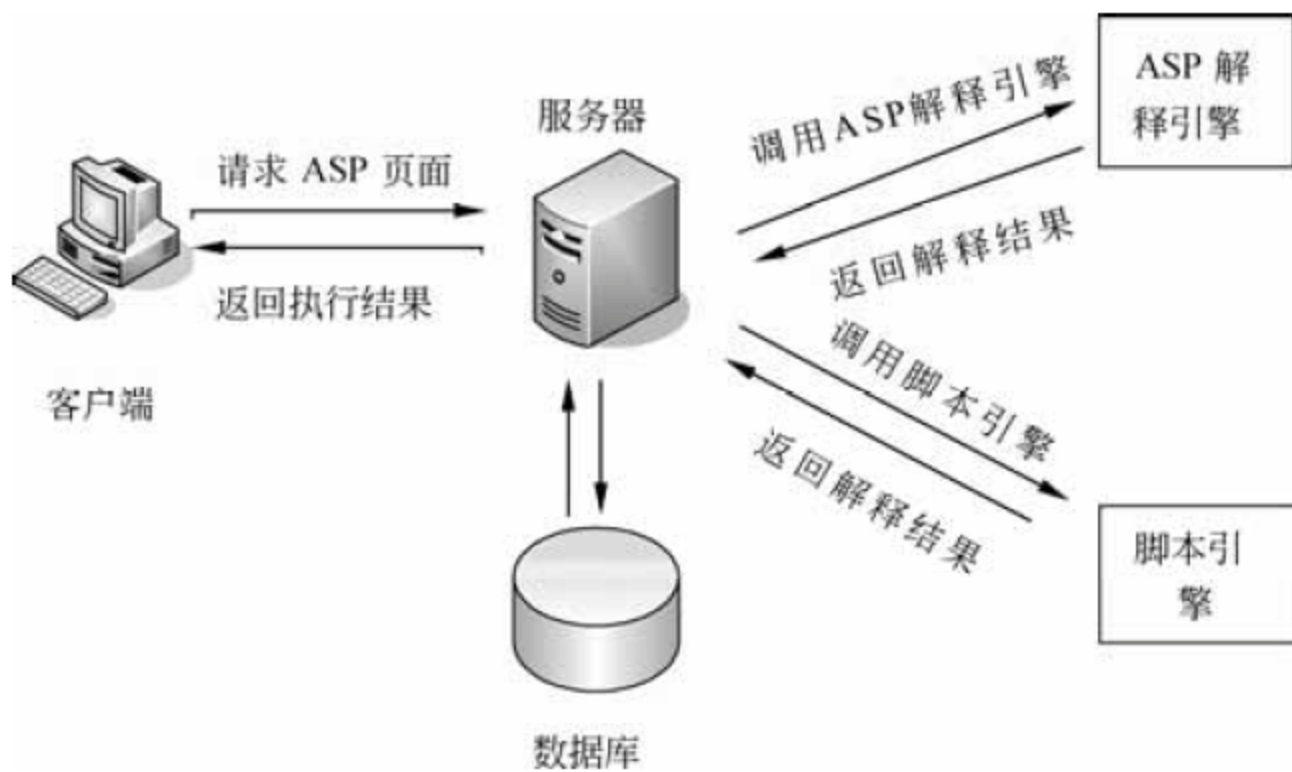 服务器
ASP 解
释引擎
调用ASP解释引擎
请求 ASP 页面
返回执行结果
返回解释结果
客户端
调用脚本引擎
返回解释结果
脚本引
擎
数据库